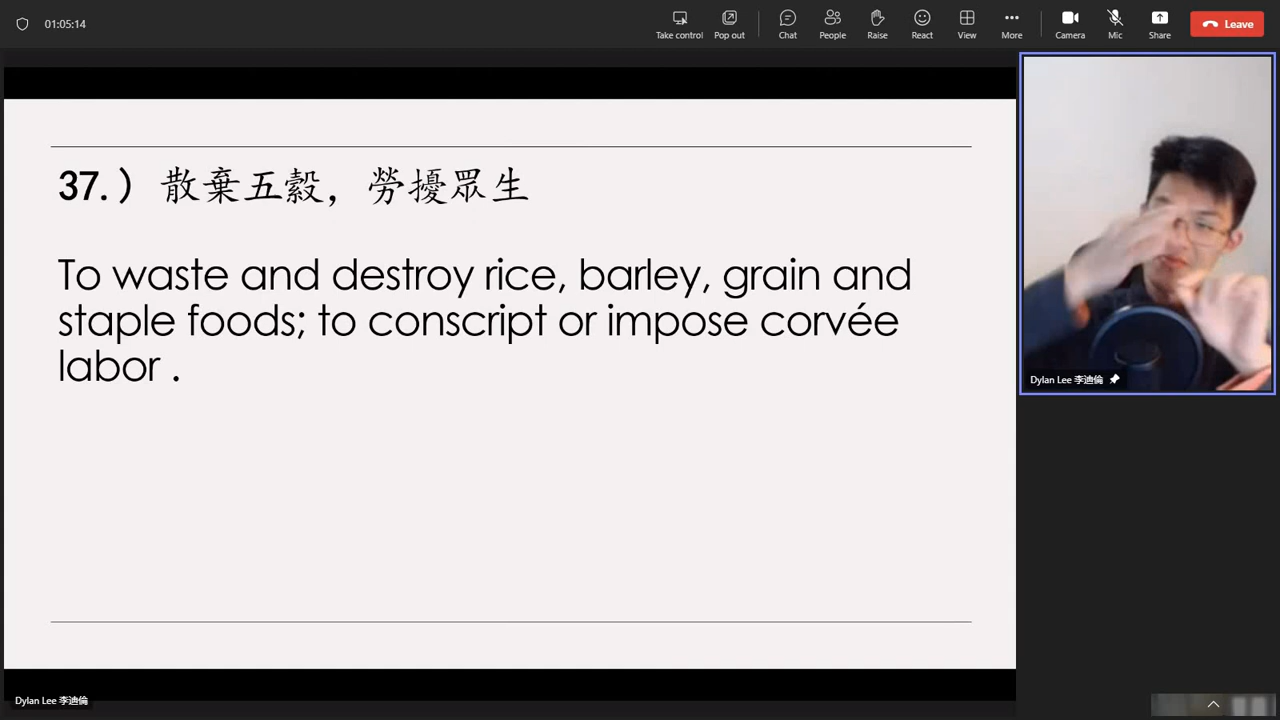 01:05:14
Take control
Pop out
Chat
People
Raise
React
View
More
Camera
Mic
Share
Leave
37.）散棄五穀，勞擾眾生
To waste and destroy rice, barley, grain and
staple foods; to conscript or impose corvée
labor .
Dylan Lee 李迪倫
Dylan Lee 李迪倫